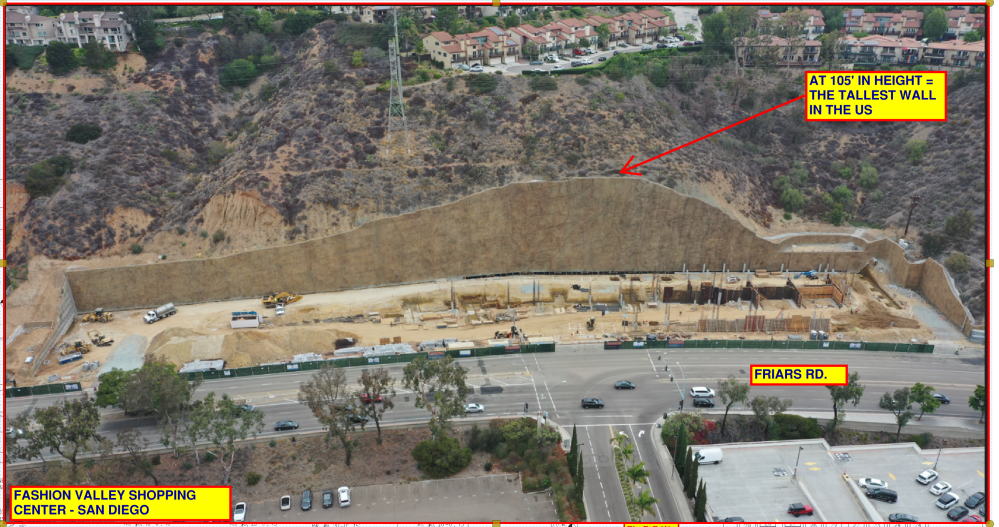 AT 105' IN HEIGHT =
THE TALLEST WALL
IN THE US
FRIARS RD.
FASHION VALLEY SHOPPING
CENTER - SAN DIEGO